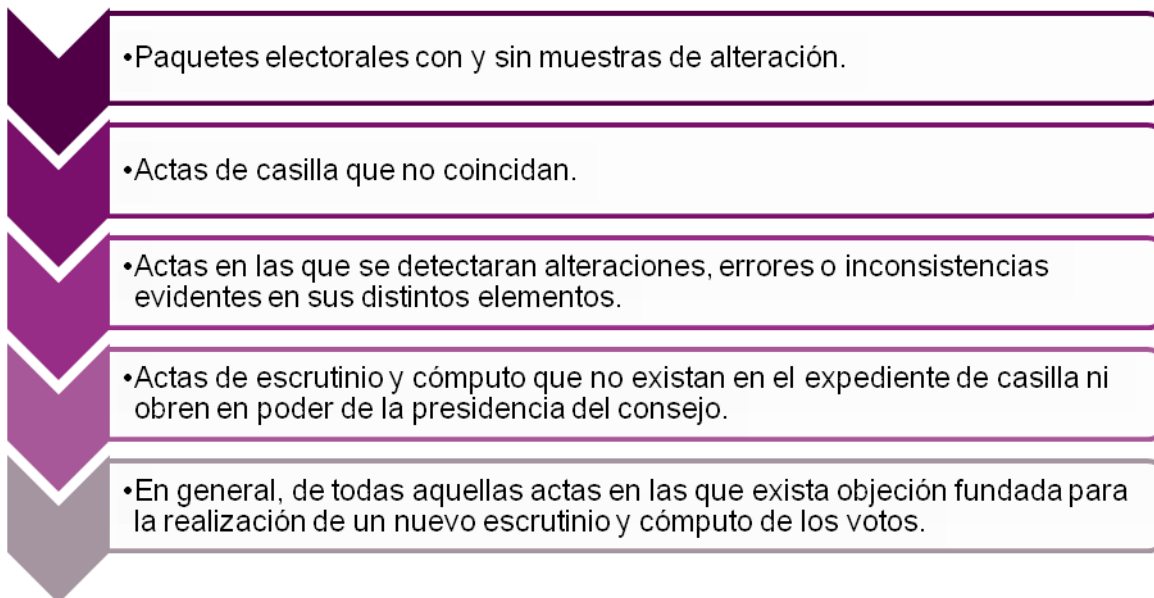 •Paquetes electorales con y sin muestras de alteración.
•Actas de casilla que no coincidan.
•Actas en las que se detectaran alteraciones, errores o inconsistencias
evidentes en sus distintos elementos.
•Actas de escrutinio y cómputo que no existan en el expediente de casilla ni
obren en poder de la presidencia del consejo.
•En general, de todas aquellas actas en las que exista objeción fundada para
la realización de un nuevo escrutinio y cómputo de los votos.